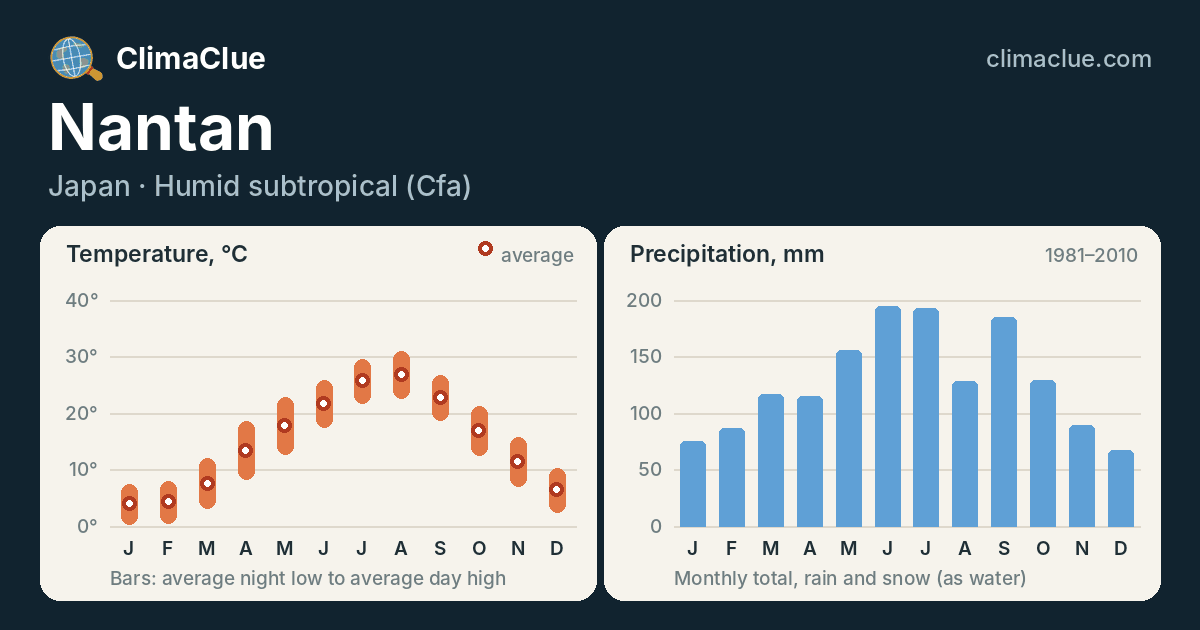 ClimaClue
climaclue.com
Nantan
Japan · Humid subtropical (Cfa)
Temperature, °C
average
40°
30°
20°
10°
0°
J F M A M J J A S O N D
Bars: average night low to average day high
Precipitation, mm
1981–2010
200
150
100
50
0
J F M A M J J A S O N D
Monthly total, rain and snow (as water)